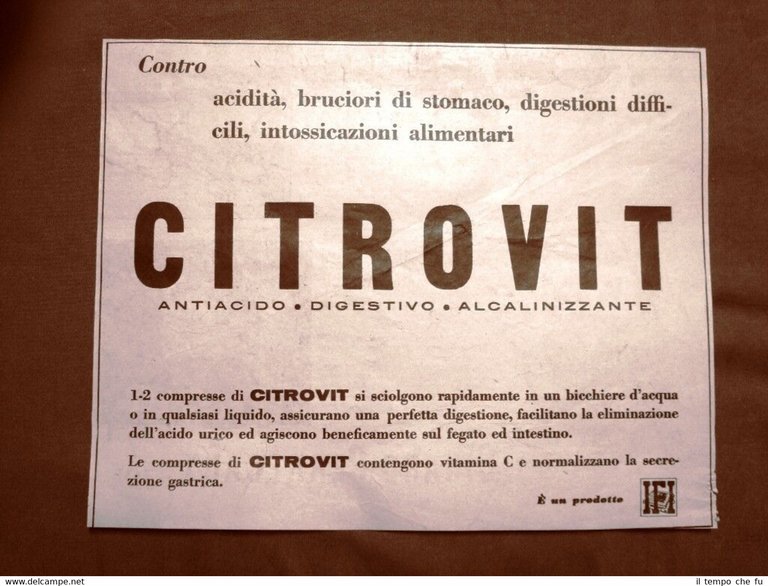 Contro
acidità, bruciori di stomaco, digestioni diffi-
cili, intossicazioni alimentari
CITROVIT
ANTIACIDO • DIGESTIVO • ALCALINIZZANTE
1-2 compresse di CITROVIT si sciolgono rapidamente in un bicchiere d'acqua
o in qualsiasi liquido, assicurano una perfetta digestione, facilitano la eliminazione
dell'acido urico ed agiscono beneficamente sul fegato ed intestino.
Le compresse di CITROVIT contengono vitamina C e normalizzano la secre-
zione gastrica.
È un prodotto IFI
il tempo che fu